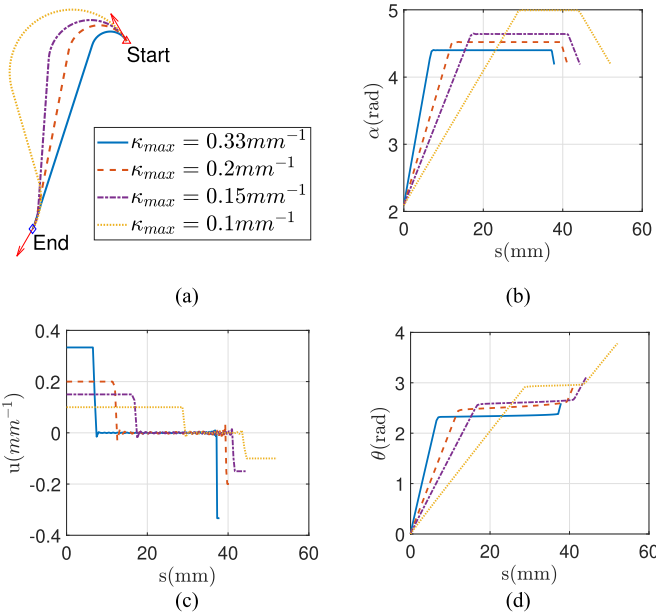 Start
End
κmax = 0.33mm⁻¹
κmax = 0.2mm⁻¹
κmax = 0.15mm⁻¹
κmax = 0.1mm⁻¹
(a)
5
4
3
2
0 20 40 60
α(rad)
s(mm)
(b)
0.4
0.2
0
-0.2
-0.4
0 20 40 60
u(mm⁻¹)
s(mm)
(c)
4
3
2
1
0
0 20 40 60
θ(rad)
s(mm)
(d)